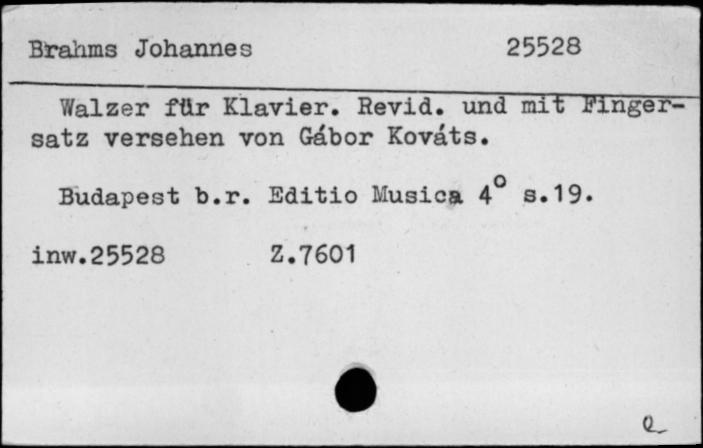 Brahms Johannes 25528
Walzer für Klavier. Revid. und mit Finger-
satz versehen von Gábor Kováts.
Budapest b.r. Editio Musica 4° s.19.
inw.25528 Z.7601